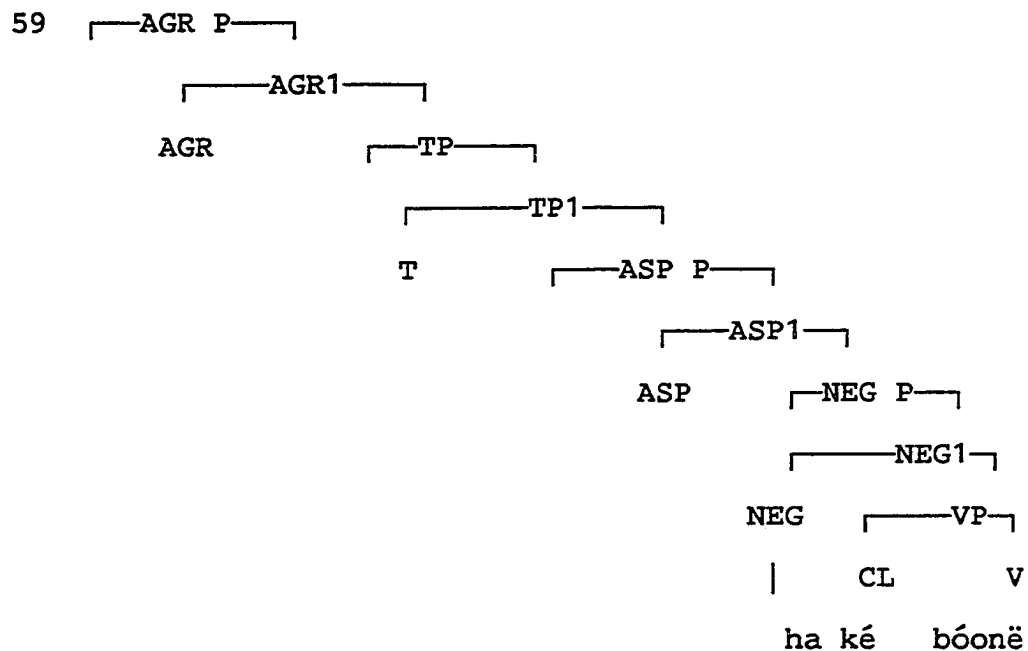 59 AGR P
AGR1
AGR TP
TP1
T ASP P
ASP1
ASP NEG P
NEG1
NEG VP
CL V
ha ké bóonë